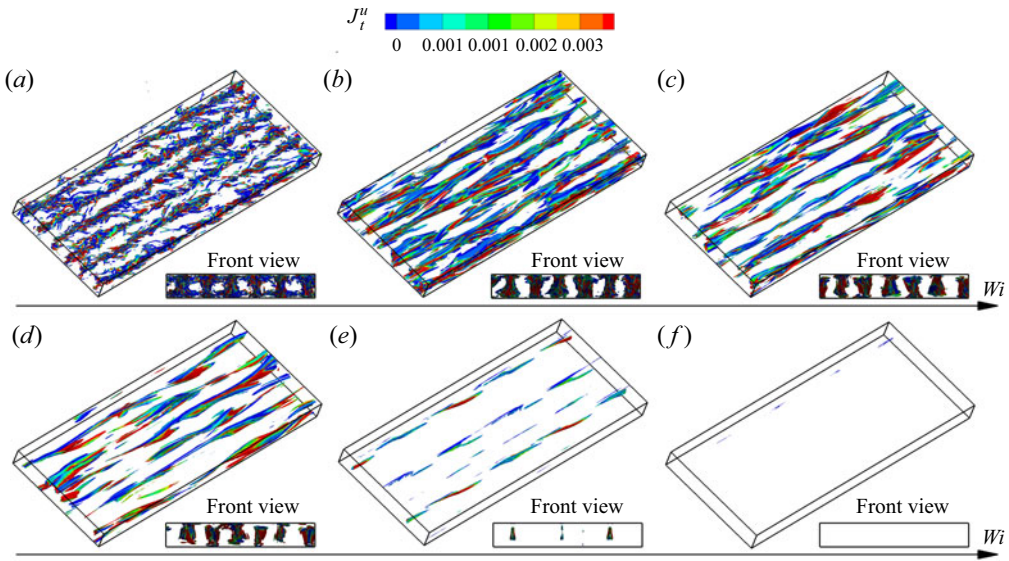 J_t^u
0 0.001 0.001 0.002 0.003
(a) (b) (c)
Front view Front view Front view
Wi
(d) (e) (f)
Front view Front view Front view
Wi